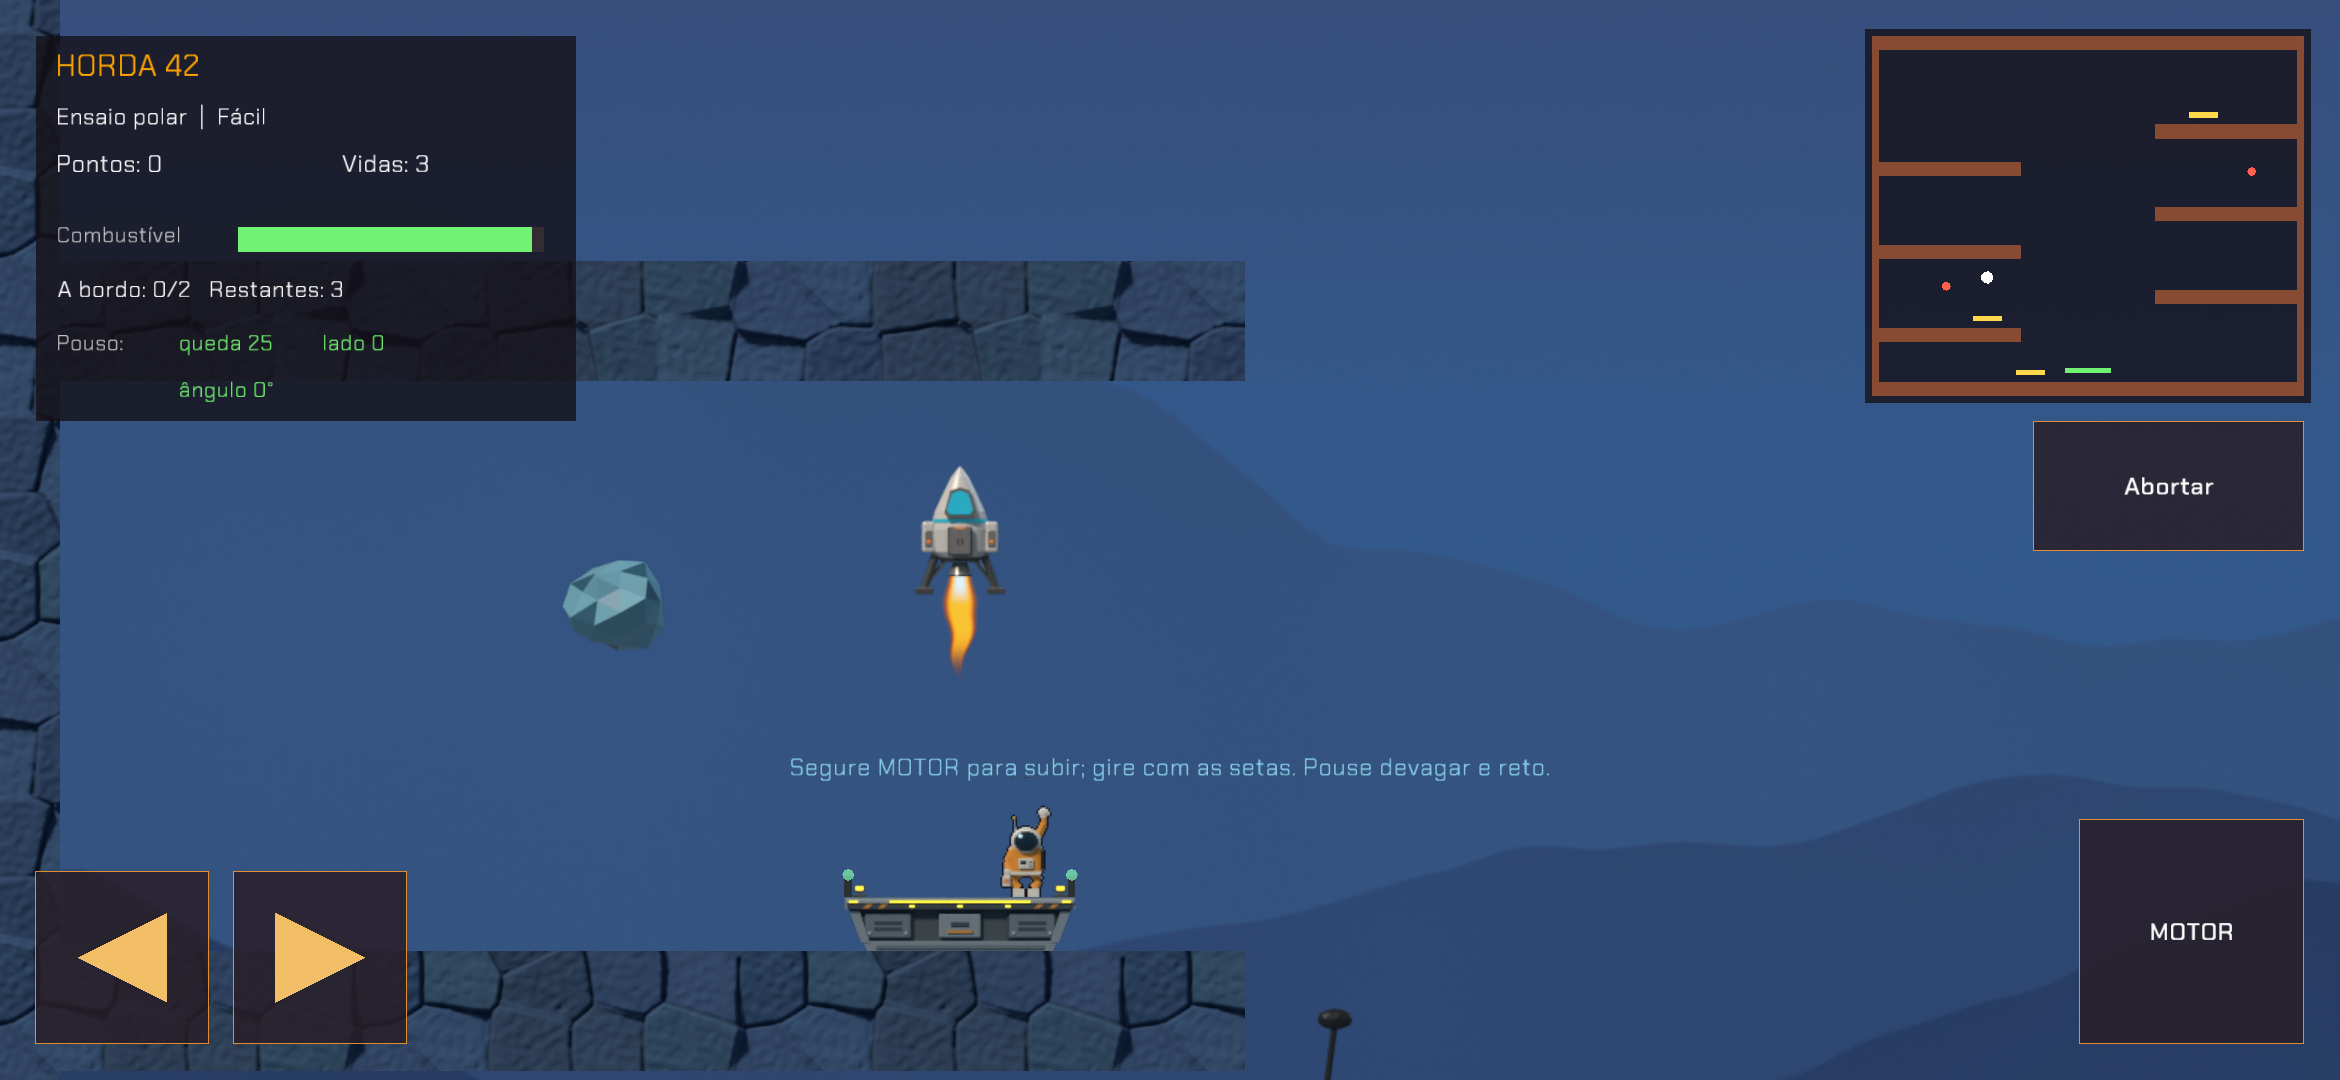 HORDA 42
Ensaio polar | Fácil
Pontos: 0 Vidas: 3
Combustível
A bordo: 0/2 Restantes: 3
Pouso: queda 25 lado 0
ângulo 0°
Abortar
Segure MOTOR para subir; gire com as setas. Pouse devagar e reto.
MOTOR